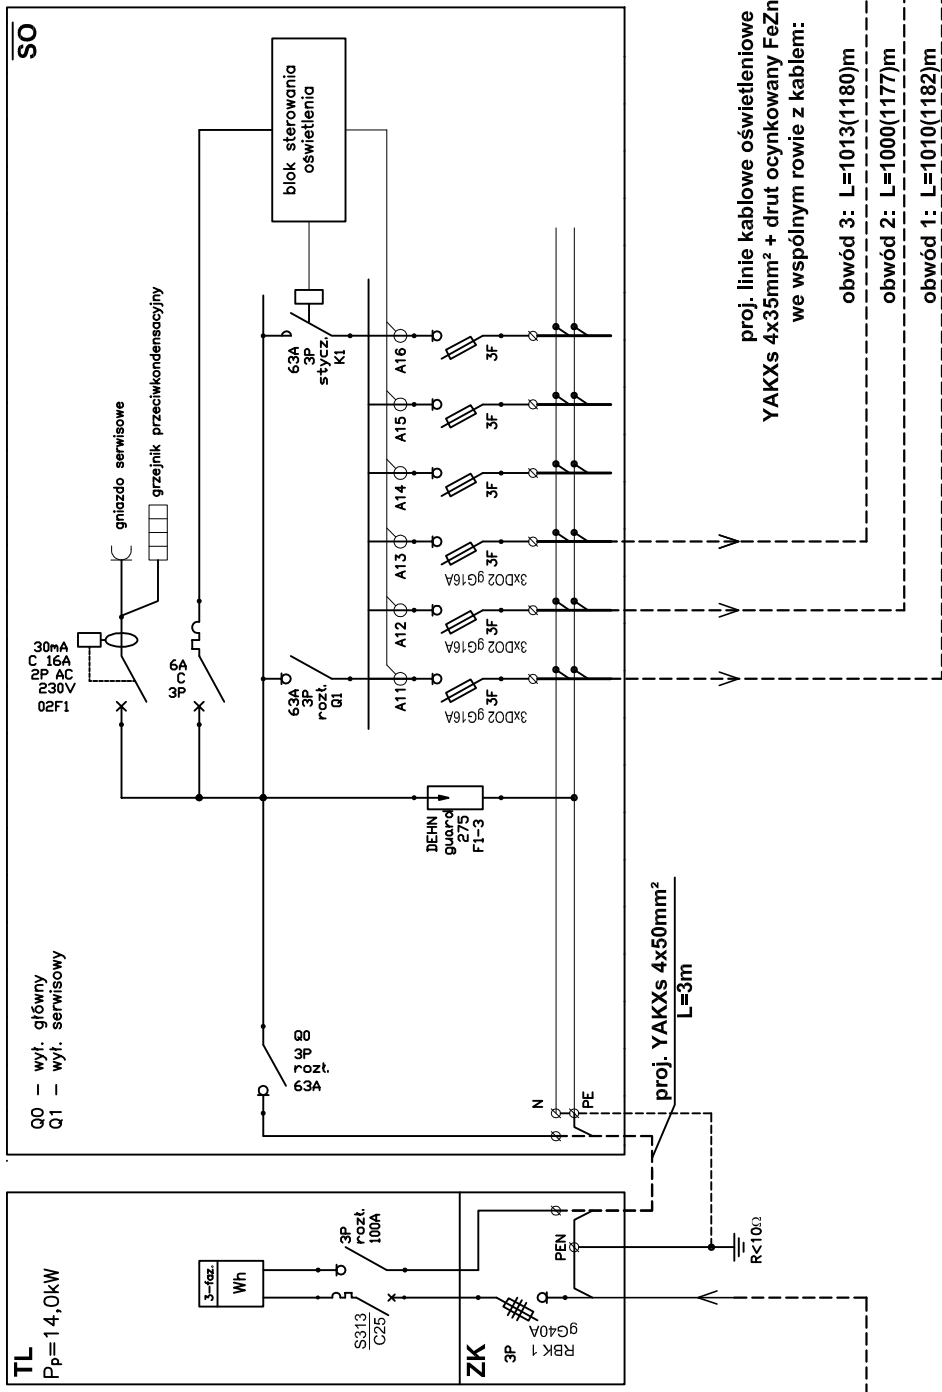 SO
blok sterowania
oświetlenia
gniazdo serwisowe
grzejnik przeciwkondensacyjny
30mA
C 16A
2P AC
230V
02F1
6A
C
3P
63A
3P
stycz.
K1
63A
3P
rozł.
Q1
A16
A15
A14
A13
A12
A11
3F
3F
3F
3F
3F
3F
3xDO2 gG16A
3xDO2 gG16A
3xDO2 gG16A
DEHN
guard
275
F1-3
Q0 - wył. główny
Q1 - wył. serwisowy
Q0
3P
rozł.
63A
N
PE
proj. linie kablowe oświetleniowe
YAKXs 4x35mm² + drut ocynkowany FeZn
we wspólnym rowie z kablem:
obwód 3: L=1013(1180)m
obwód 2: L=1000(1177)m
obwód 1: L=1010(1182)m
proj. YAKXs 4x50mm²
L=3m
TL
Pp=14,0kW
3-faz.
Wh
3P
rozł.
100A
S313
C25
ZK
3P
RBK 1
gG40A
PEN
R<10Ω